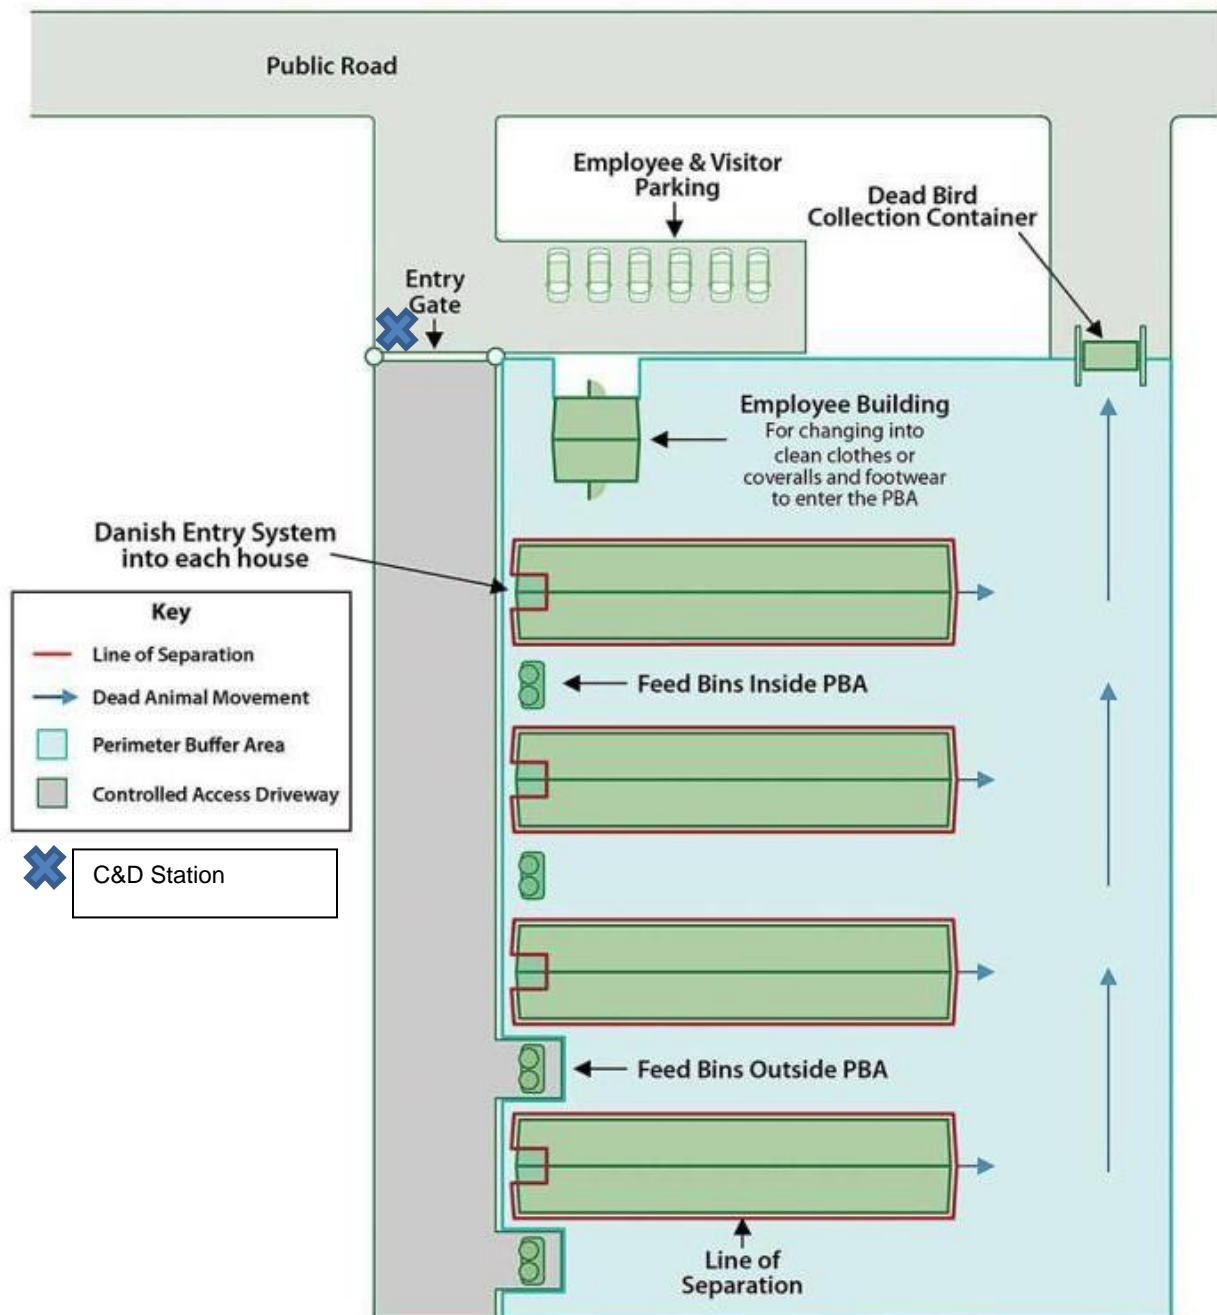 Public Road
Employee & Visitor
Parking
Dead Bird
Collection Container
Entry
Gate
Employee Building
For changing into
clean clothes or
coveralls and footwear
to enter the PBA
Danish Entry System
into each house
Key
Line of Separation
Dead Animal Movement
Perimeter Buffer Area
Controlled Access Driveway
C&D Station
Feed Bins Inside PBA
Feed Bins Outside PBA
Line of
Separation